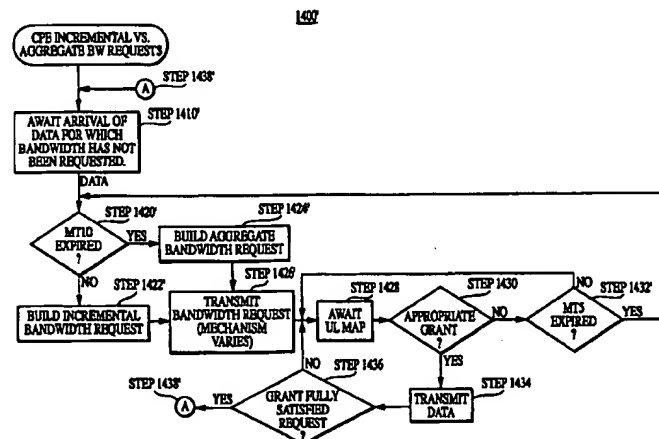 1400'
CPE INCREMENTAL VS.
AGGREGATE BW REQUESTS
A
STEP 1438'
AWAIT ARRIVAL OF
DATA FOR WHICH
BANDWIDTH HAS NOT
BEEN REQUESTED.
STEP 1410'
DATA
MT10
EXPIRED
?
STEP 1420'
YES
NO
BUILD AGGREGATE
BANDWIDTH REQUEST
STEP 1424'
BUILD INCREMENTAL
BANDWIDTH REQUEST
STEP 1422'
TRANSMIT
BANDWIDTH REQUEST
(MECHANISM
VARIES)
STEP 1426'
AWAIT
UL MAP
STEP 1428
APPROPRIATE
GRANT
?
STEP 1430
NO
YES
MT5
EXPIRED
?
STEP 1432'
NO
YES
TRANSMIT
DATA
STEP 1434
GRANT FULLY
SATISFIED
REQUEST
?
STEP 1436
NO
YES
A
STEP 1438'